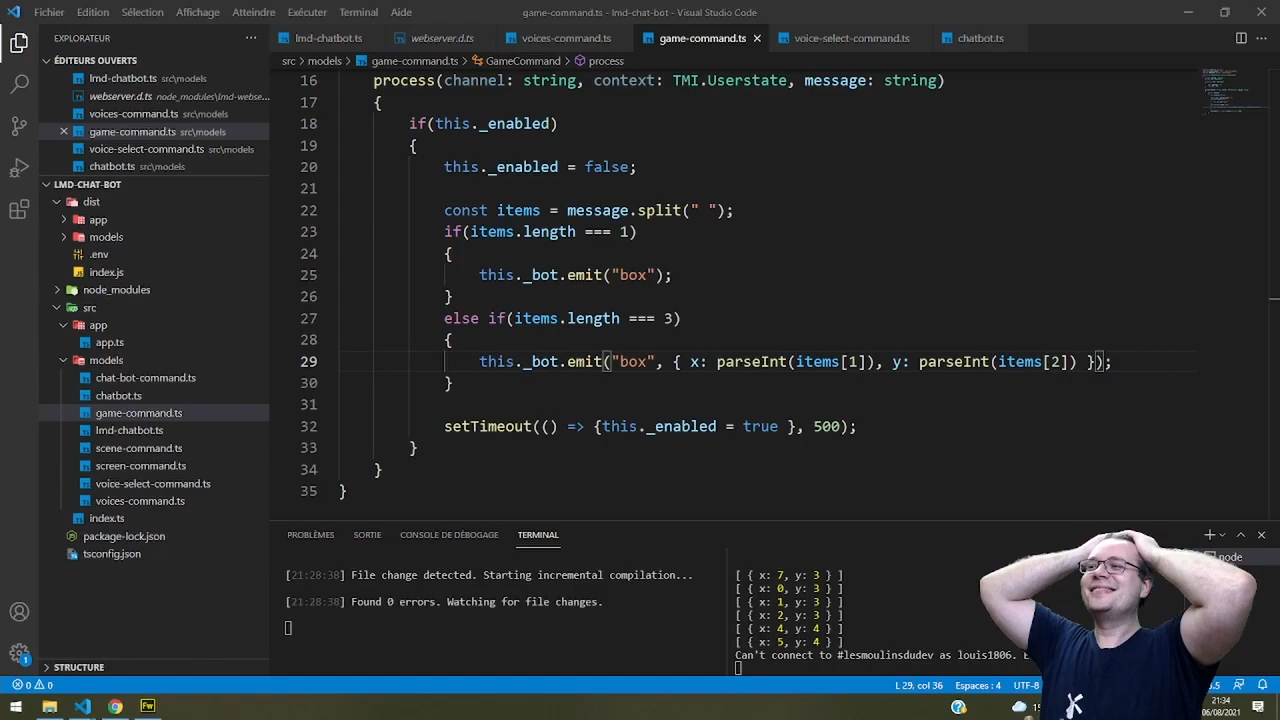 Fichier Edition Sélection Affichage Atteindre Exécuter Terminal Aide
game-command.ts - lmd-chat-bot - Visual Studio Code
EXPLORATEUR
ÉDITEURS OUVERTS
lmd-chatbot.ts src\models
webserver.d.ts node_modules\lmd-webse...
voices-command.ts src\models
game-command.ts src\models
voice-select-command.ts src\models
chatbot.ts src\models
LMD-CHAT-BOT
dist
app
models
.env
index.js
node_modules
src
app
app.ts
models
chat-bot-command.ts
chatbot.ts
game-command.ts
lmd-chatbot.ts
scene-command.ts
screen-command.ts
voice-select-command.ts
voices-command.ts
index.ts
package-lock.json
tsconfig.json
STRUCTURE
lmd-chatbot.ts webserver.d.ts voices-command.ts game-command.ts voice-select-command.ts chatbot.ts
src > models > game-command.ts > GameCommand > process
16 process(channel: string, context: TMI.Userstate, message: string)
17 {
18 if(this._enabled)
19 {
20 this._enabled = false;
21
22 const items = message.split(" ");
23 if(items.length === 1)
24 {
25 this._bot.emit("box");
26 }
27 else if(items.length === 3)
28 {
29 this._bot.emit("box", { x: parseInt(items[1]), y: parseInt(items[2]) });
30 }
31
32 setTimeout(() => {this._enabled = true }, 500);
33 }
34 }
35 }
PROBLÈMES SORTIE CONSOLE DE DÉBOGAGE TERMINAL
node
[21:28:38] File change detected. Starting incremental compilation...
[21:28:38] Found 0 errors. Watching for file changes.
[ { x: 7, y: 3 } ]
[ { x: 0, y: 3 } ]
[ { x: 1, y: 3 } ]
[ { x: 2, y: 3 } ]
[ { x: 4, y: 4 } ]
[ { x: 5, y: 4 } ]
Can't connect to #lesmoulinsdudev as louis1806.
1
0 0
L 29, col 36 Espaces : 4 UTF-8
Fw
21:34
06/08/2021